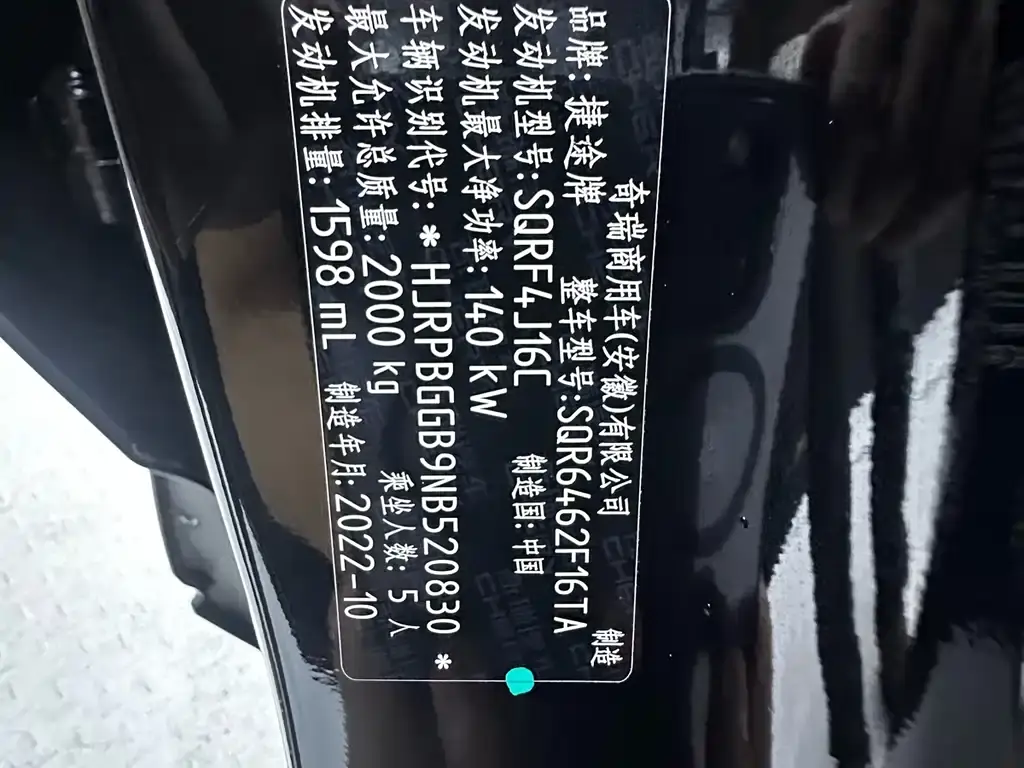 奇瑞商用车(安徽)有限公司 制造
品牌: 捷途牌 整车型号:SQR6462F16TA
发动机型号:SQRF4J16C 制造国:中国
发动机最大净功率:140 kW
车辆识别代号:*HJRPBGGB9NB520830*
最大允许总质量:2000 kg 乘坐人数: 5 人
发动机排量:1598 mL 制造年月:2022-10